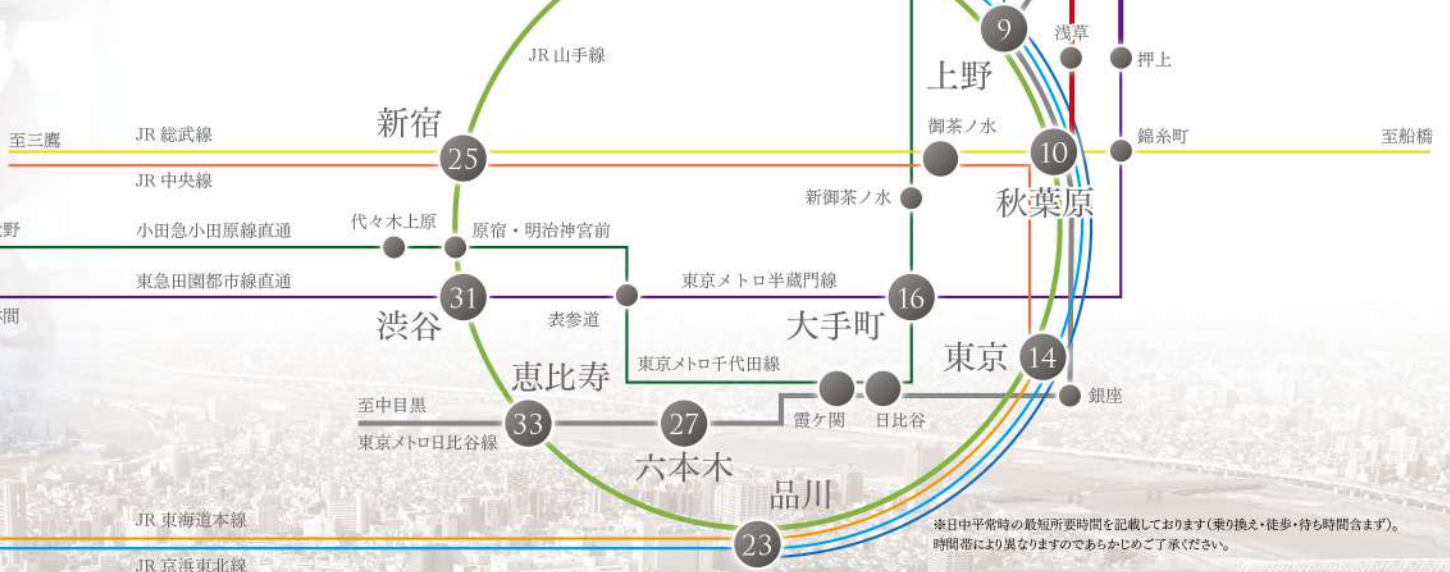 9
浅草
JR 山手線
押上
上野
新宿
御茶ノ水
至三鷹
JR 総武線
錦糸町
至船橋
25
10
JR 中央線
新御茶ノ水
秋葉原
代々木上原
野
小田急小田原線直通
原宿・明治神宮前
東急田園都市線直通
東京メトロ半蔵門線
31
16
間
渋谷
表参道
大手町
東京
14
恵比寿
東京メトロ千代田線
銀座
至中目黒
33
27
霞ケ関
日比谷
東京メトロ日比谷線
六本木
品川
JR 東海道本線
23
JR 京浜東北線
※日中平常時の最短所要時間を記載しております(乗り換え・徒歩・待ち時間含まず)。
時間帯により異なりますのであらかじめご了承ください。